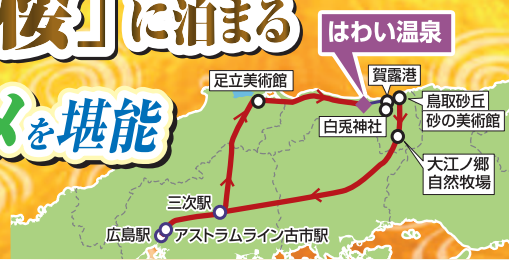 」に泊まる
を堪能
はわい温泉
足立美術館
賀露港
鳥取砂丘
砂の美術館
白兎神社
大江ノ郷
自然牧場
三次駅
広島駅
アストラムライン古市駅